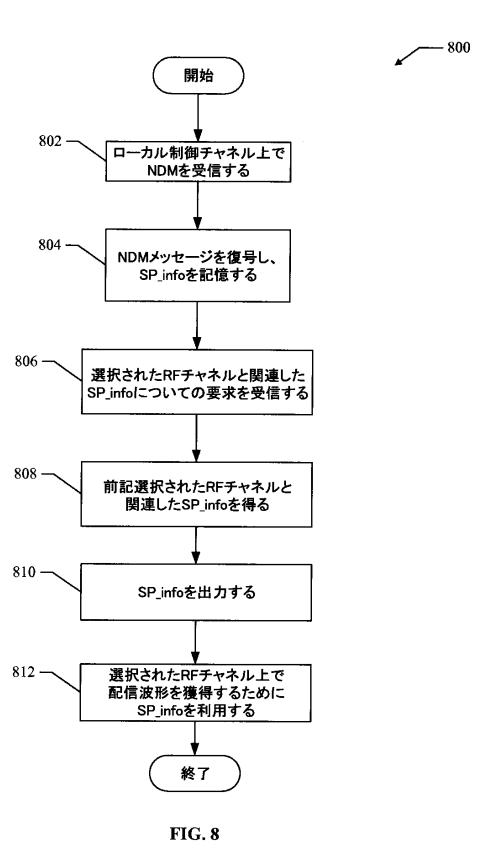 800
開始
802
ローカル制御チャネル上で
NDMを受信する
804
NDMメッセージを復号し、
SP_infoを記憶する
806
選択されたRFチャネルと関連した
SP_infoについての要求を受信する
808
前記選択されたRFチャネルと
関連したSP_infoを得る
810
SP_infoを出力する
812
選択されたRFチャネル上で
配信波形を獲得するために
SP_infoを利用する
終了
FIG. 8